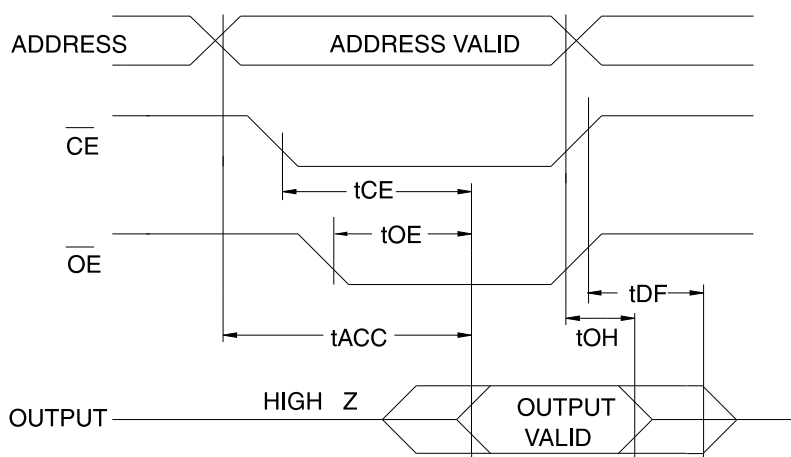 ADDRESS
ADDRESS VALID
CE
tCE
tOE
OE
tDF
tACC
tOH
HIGH Z
OUTPUT
OUTPUT
VALID